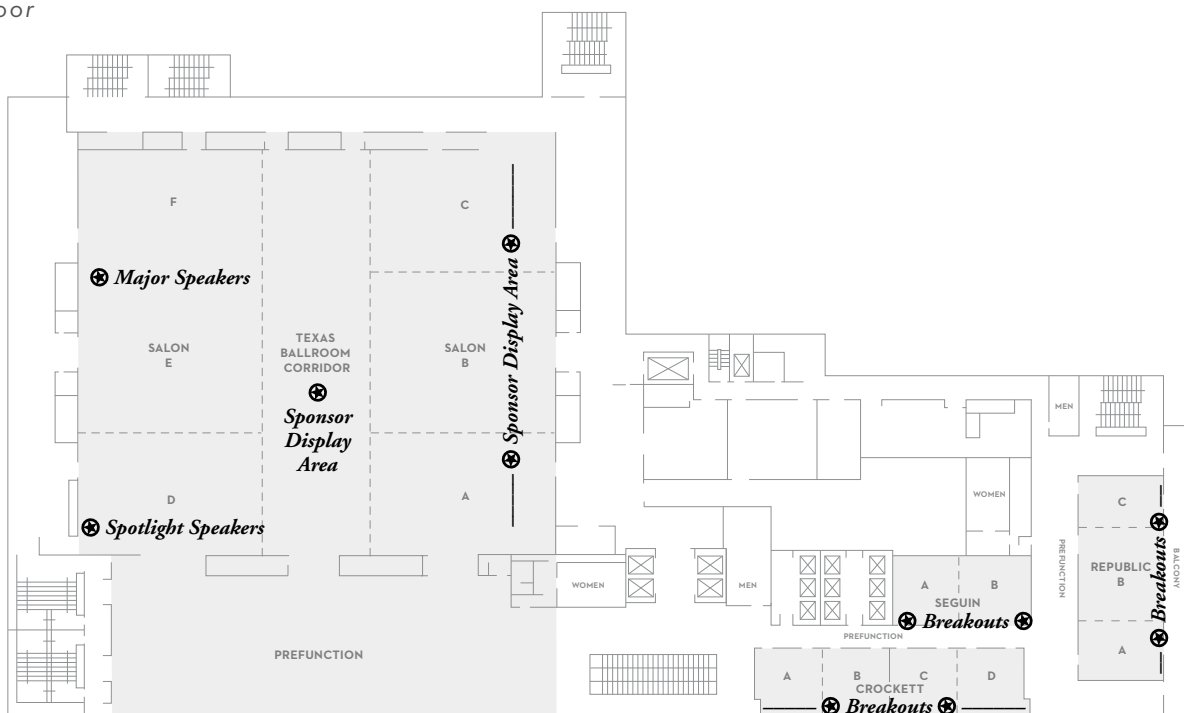 oor
F
C
Major Speakers
Sponsor Display Area
SALON
E
TEXAS
BALLROOM
CORRIDOR
SALON
B
Sponsor
Display
Area
D
A
Spotlight Speakers
MEN
WOMEN
C
REPUBLIC
B
A
PREFUNCTION
Breakouts
BALCONY
WOMEN
MEN
A
B
SEGUIN
Breakouts
PREFUNCTION
PREFUNCTION
A
B
C
D
CROCKETT
Breakouts